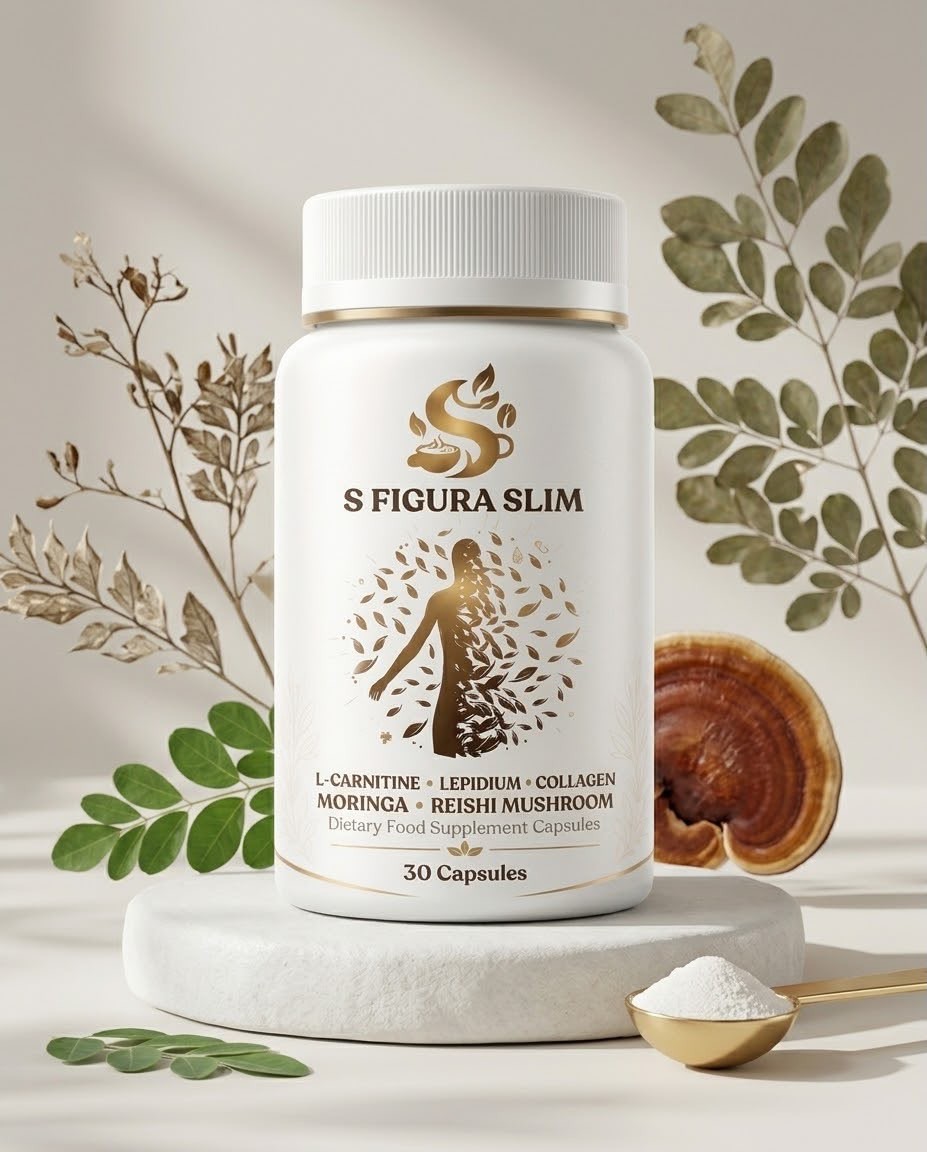 S FIGURA SLIM
L-CARNITINE • LEPIDIUM • COLLAGEN
MORINGA • REISHI MUSHROOM
Dietary Food Supplement Capsules
30 Capsules